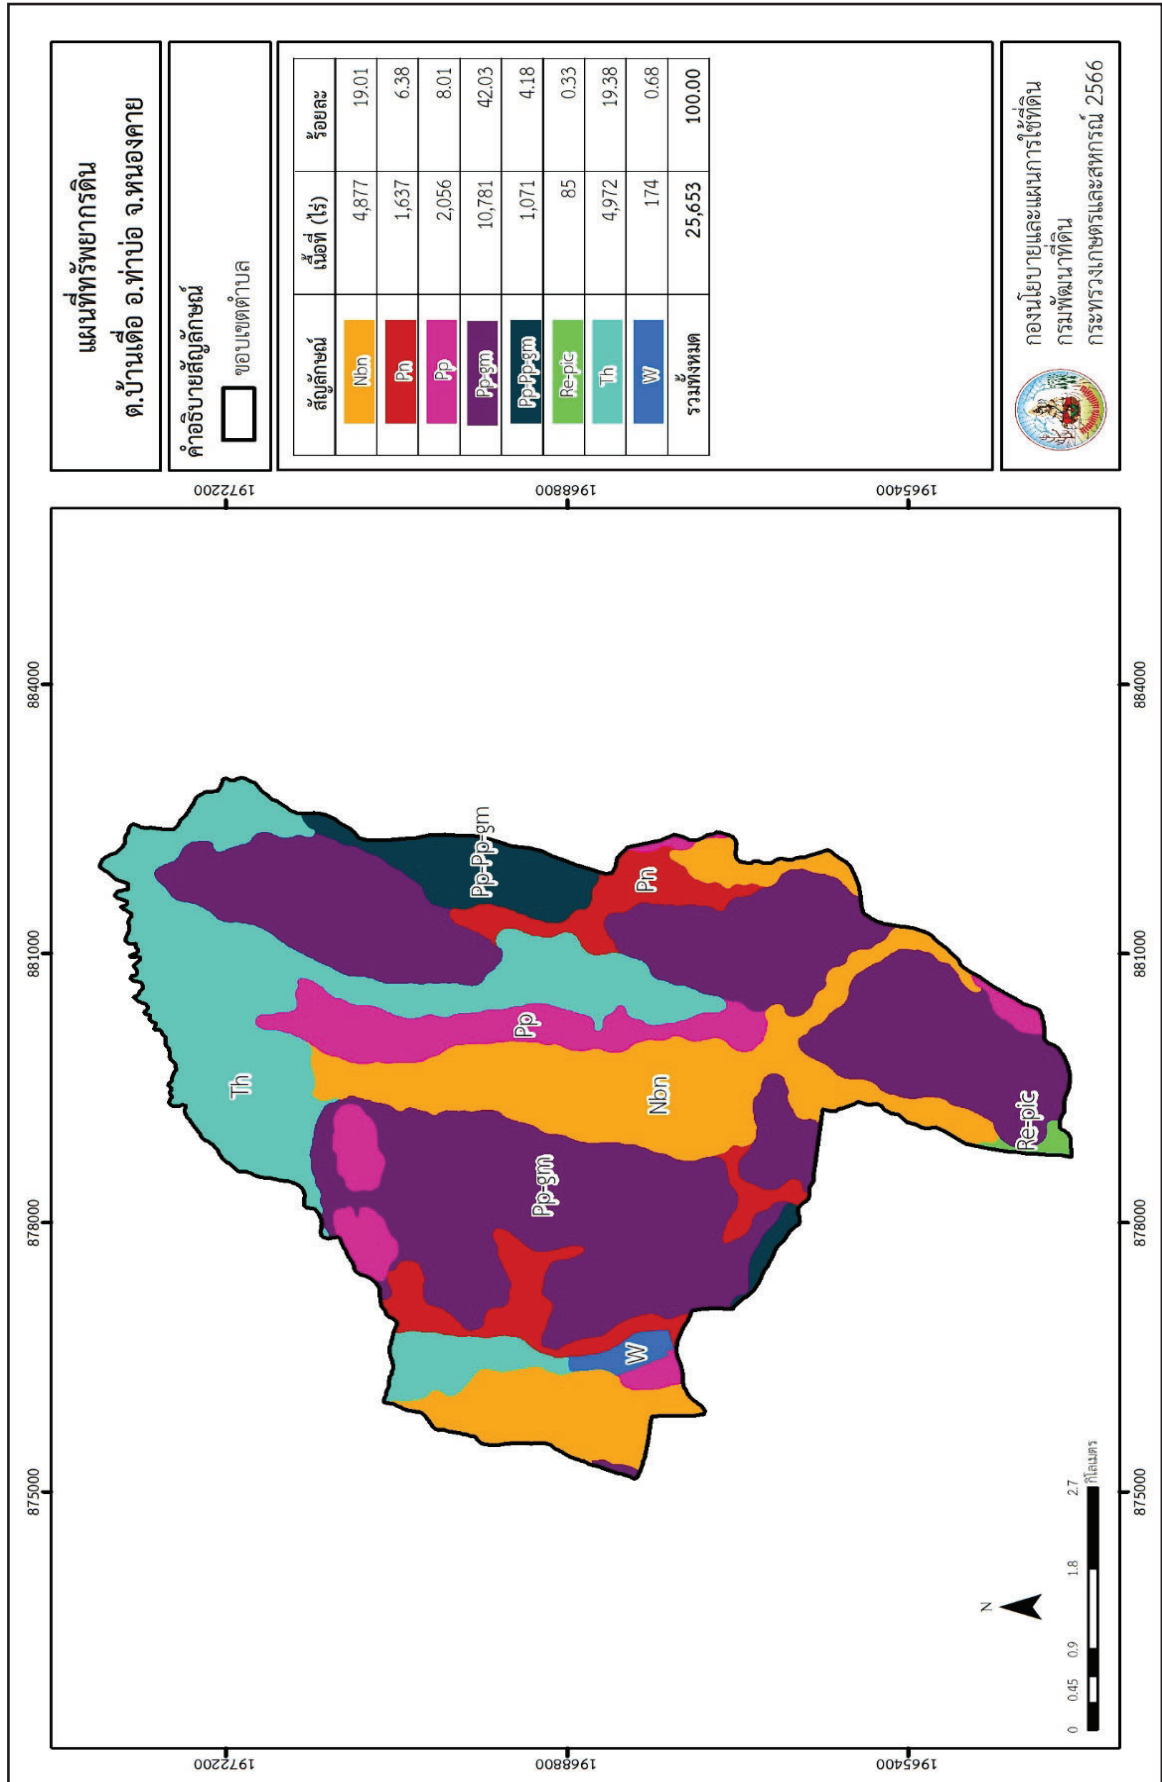 แผนที่ทรัพยากรดิน
ต.บ้านเดื่อ อ.ท่าบ่อ จ.หนองคาย
คำอธิบายสัญลักษณ์
ขอบเขตตำบล
สัญลักษณ์ เนื้อที่ (ไร่) ร้อยละ
Nbn 4,877 19.01
Pn 1,637 6.38
Pp 2,056 8.01
Pp-gm 10,781 42.03
Pp-Pp-gm 1,071 4.18
Re-pic 85 0.33
Th 4,972 19.38
W 174 0.68
รวมทั้งหมด 25,653 100.00
กองนโยบายและแผนการใช้ที่ดิน
กรมพัฒนาที่ดิน
กระทรวงเกษตรและสหกรณ์ 2566
875000 878000 881000 884000
1972200
1968800
1965400
Th
Pp-Pp-gm
Pp
Pp-gm
Pn
Nbn
W
Re-pic
1972200
1968800
1965400
N
0 0.45 0.9 1.8 2.7
กิโลเมตร
875000 878000 881000 884000